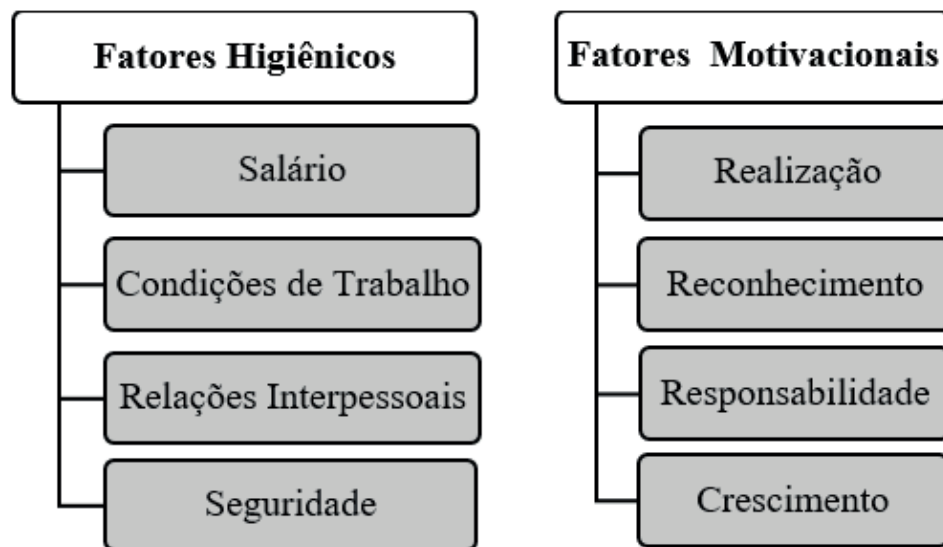 Fatores Higiênicos
Salário
Condições de Trabalho
Relações Interpessoais
Seguridade
Fatores Motivacionais
Realização
Reconhecimento
Responsabilidade
Crescimento